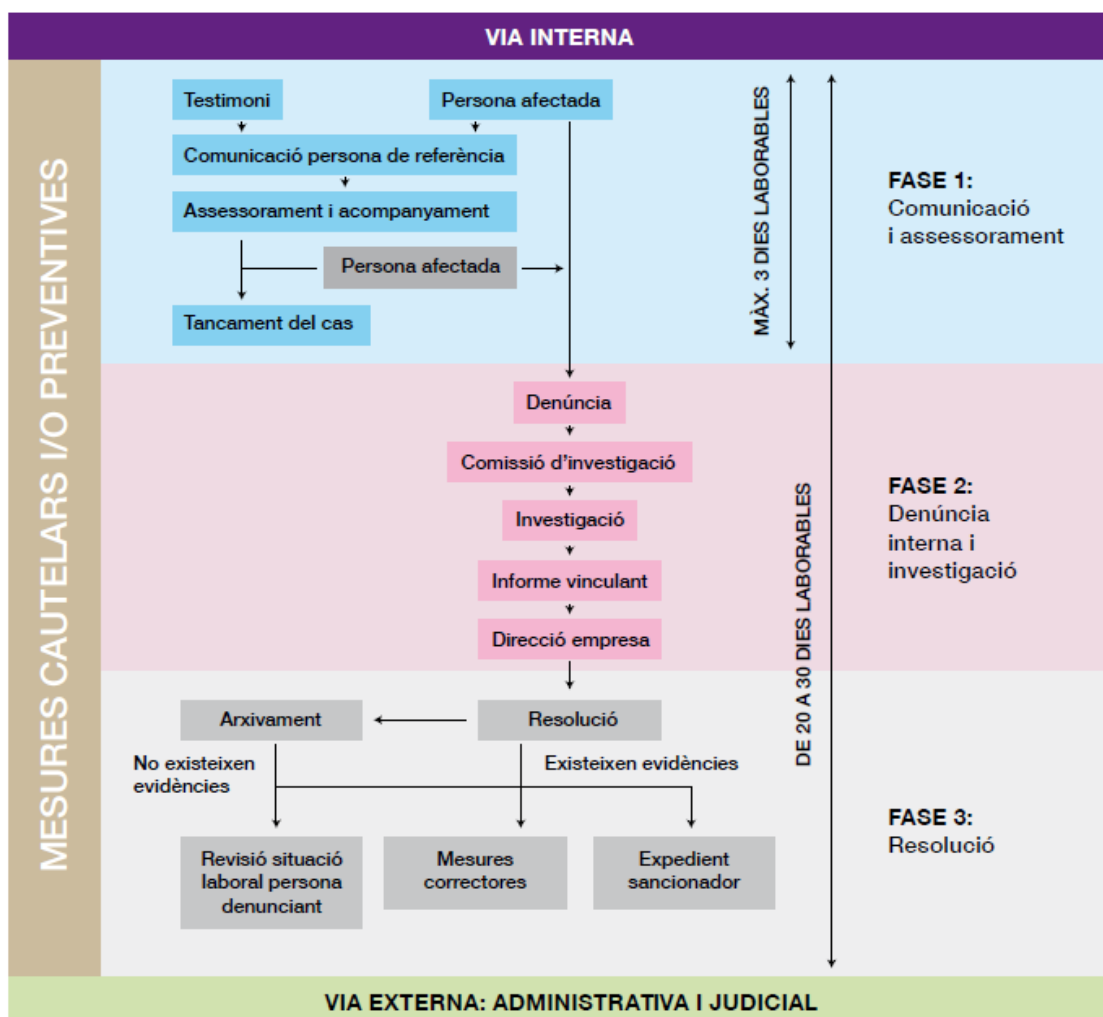 VIA INTERNA
MESURES CAUTELARS I/O PREVENTIVES
Testimoni
Persona afectada
Comunicació persona de referència
Assessorament i acompanyament
Persona afectada
Tancament del cas
MÀX. 3 DIES LABORABLES
FASE 1:
Comunicació
i assessorament
Denúncia
Comissió d'investigació
Investigació
Informe vinculant
Direcció empresa
DE 20 A 30 DIES LABORABLES
FASE 2:
Denúncia
interna i
investigació
Arxivament
Resolució
No existeixen
evidències
Existeixen evidències
Revisió situació
laboral persona
denunciant
Mesures
correctores
Expedient
sancionador
FASE 3:
Resolució
VIA EXTERNA: ADMINISTRATIVA I JUDICIAL